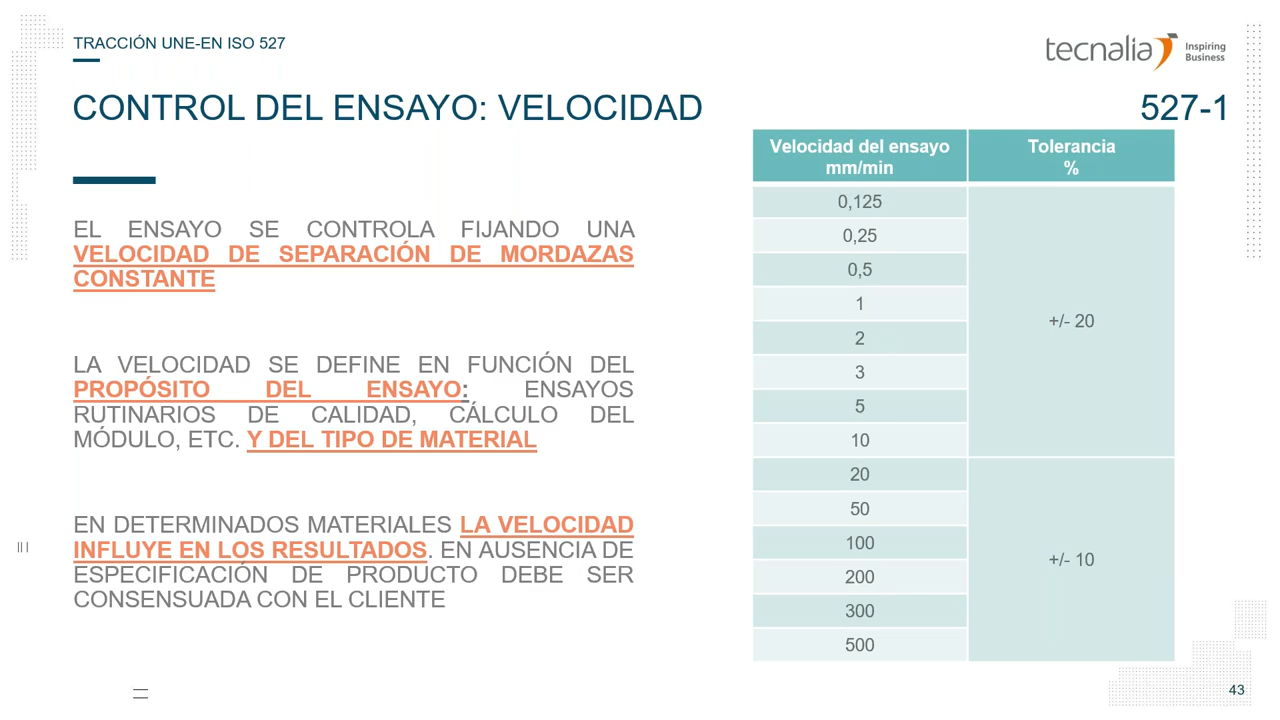 TRACCIÓN UNE-EN ISO 527
tecnalia Inspiring Business
CONTROL DEL ENSAYO: VELOCIDAD
527-1
EL ENSAYO SE CONTROLA FIJANDO UNA
VELOCIDAD DE SEPARACIÓN DE MORDAZAS
CONSTANTE
LA VELOCIDAD SE DEFINE EN FUNCIÓN DEL
PROPÓSITO DEL ENSAYO: ENSAYOS
RUTINARIOS DE CALIDAD, CÁLCULO DEL
MÓDULO, ETC. Y DEL TIPO DE MATERIAL
EN DETERMINADOS MATERIALES LA VELOCIDAD
INFLUYE EN LOS RESULTADOS. EN AUSENCIA DE
ESPECIFICACIÓN DE PRODUCTO DEBE SER
CONSENSUADA CON EL CLIENTE
Velocidad del ensayo Tolerancia
mm/min %
0,125
0,25
0,5
1
+/- 20
2
3
5
10
20
50
100
+/- 10
200
300
500
43